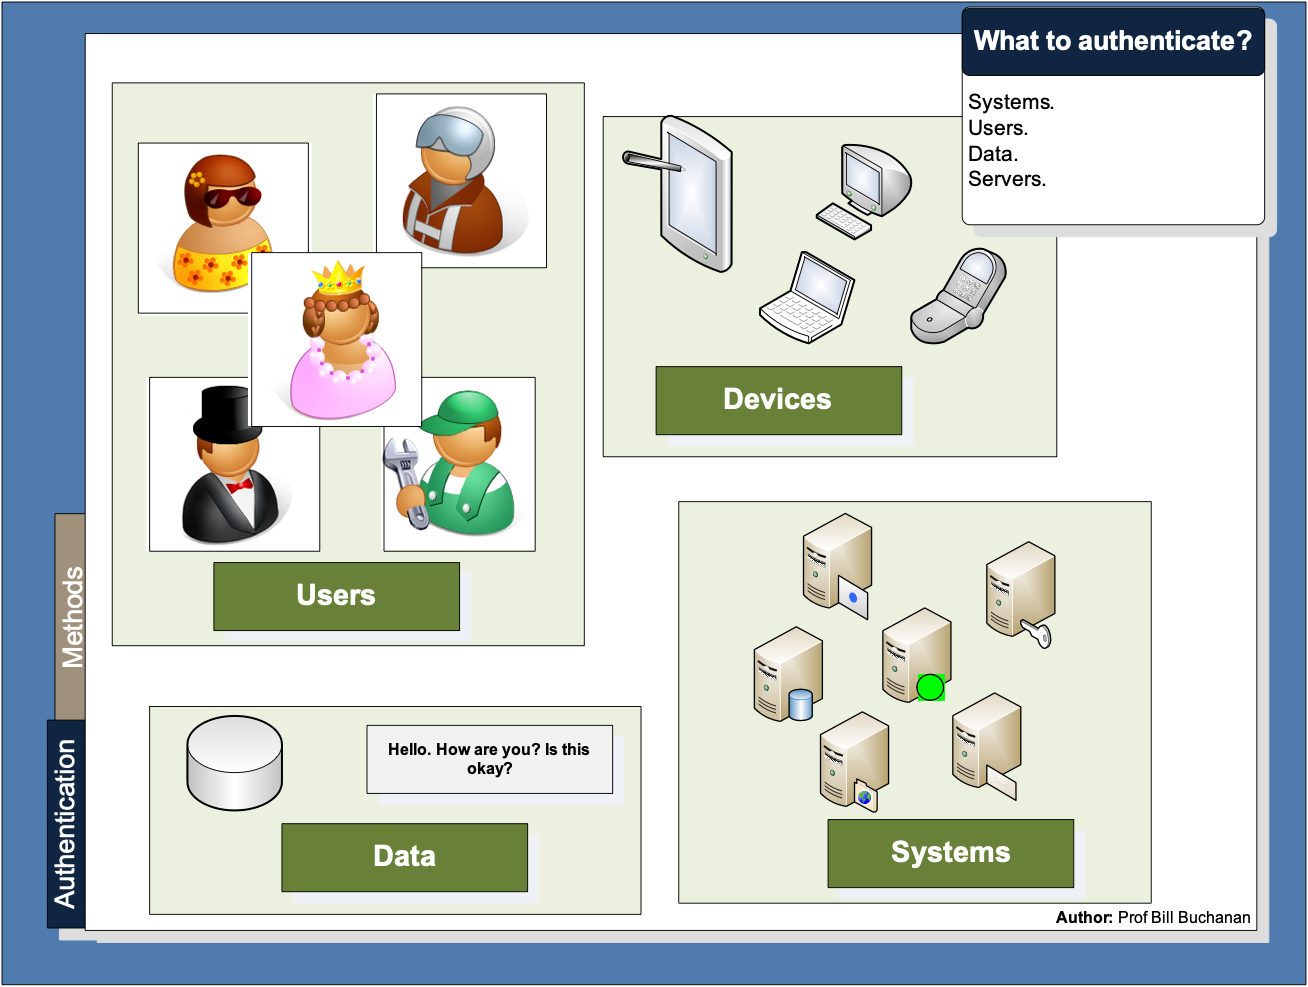 What to authenticate?
Systems.
Users.
Data.
Servers.
Devices
Users
Methods
Authentication
Hello. How are you? Is this
okay?
Data
Systems
Author: Prof Bill Buchanan